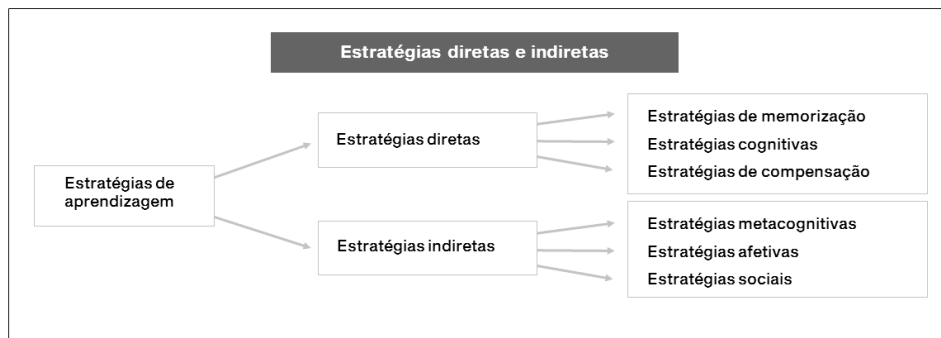 Estratégias diretas e indiretas
Estratégias de
aprendizagem
Estratégias diretas
Estratégias de memorização
Estratégias cognitivas
Estratégias de compensação
Estratégias indiretas
Estratégias metacognitivas
Estratégias afetivas
Estratégias sociais